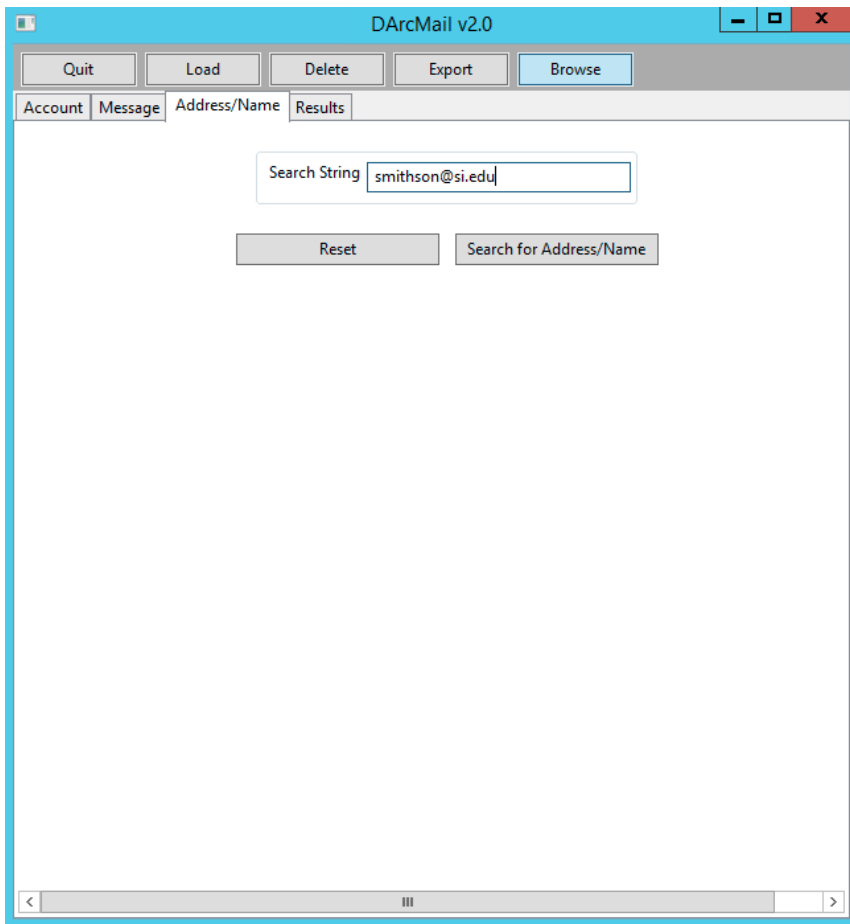 DArcMail v2.0
Quit Load Delete Export Browse
Account Message Address/Name Results
Search String smithson@si.edu
Reset Search for Address/Name